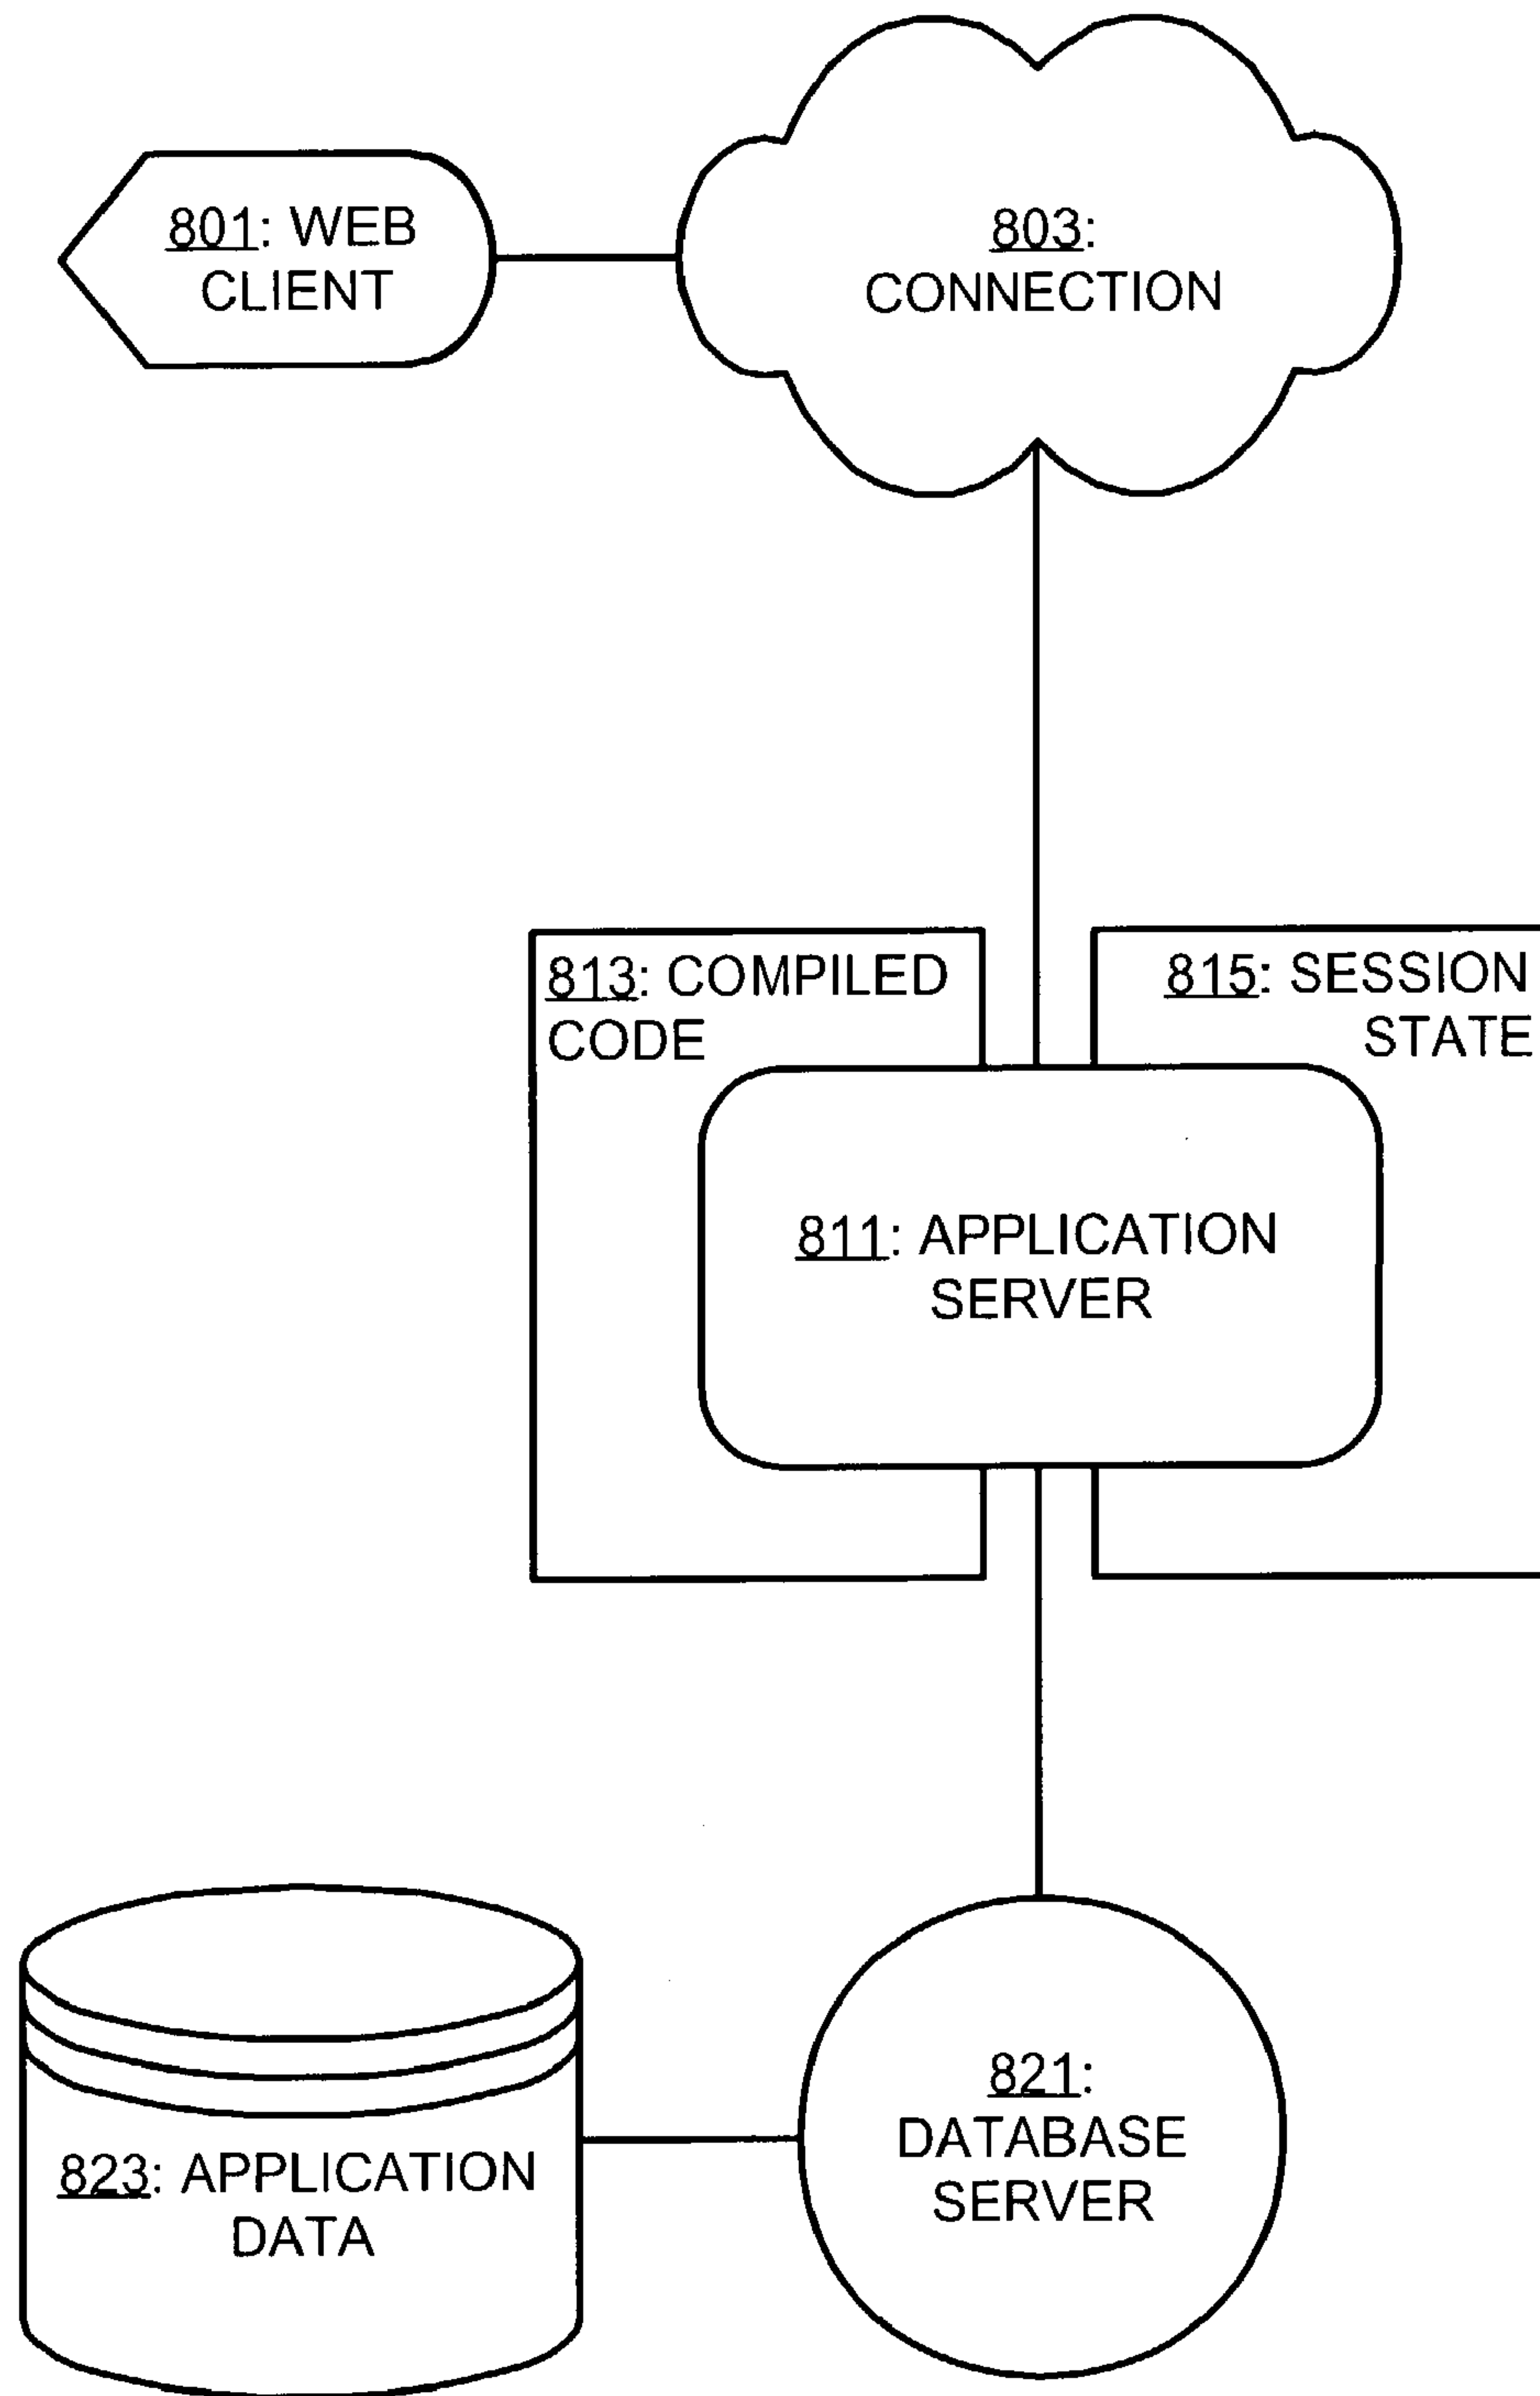 801: WEB
CLIENT
803:
CONNECTION
813: COMPILED
CODE
815: SESSION
STATE
811: APPLICATION
SERVER
821:
DATABASE
SERVER
823: APPLICATION
DATA